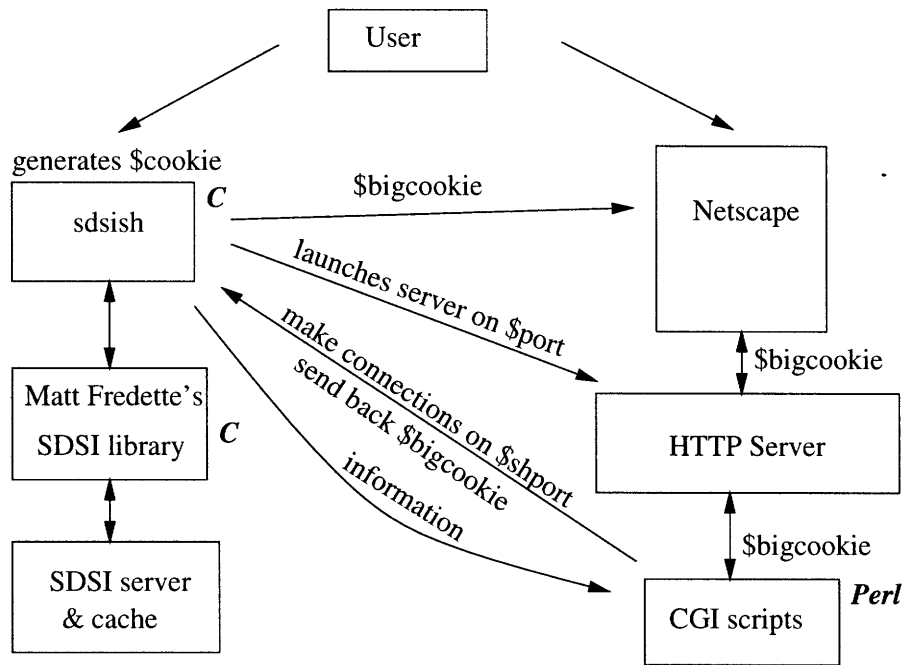 User
generates $cookie
C
sdsish
$bigcookie
Netscape
launches server on $port
make connections on $shport
send back $bigcookie
information
$bigcookie
Matt Fredette's
SDSI library
C
HTTP Server
$bigcookie
SDSI server
& cache
CGI scripts
Perl